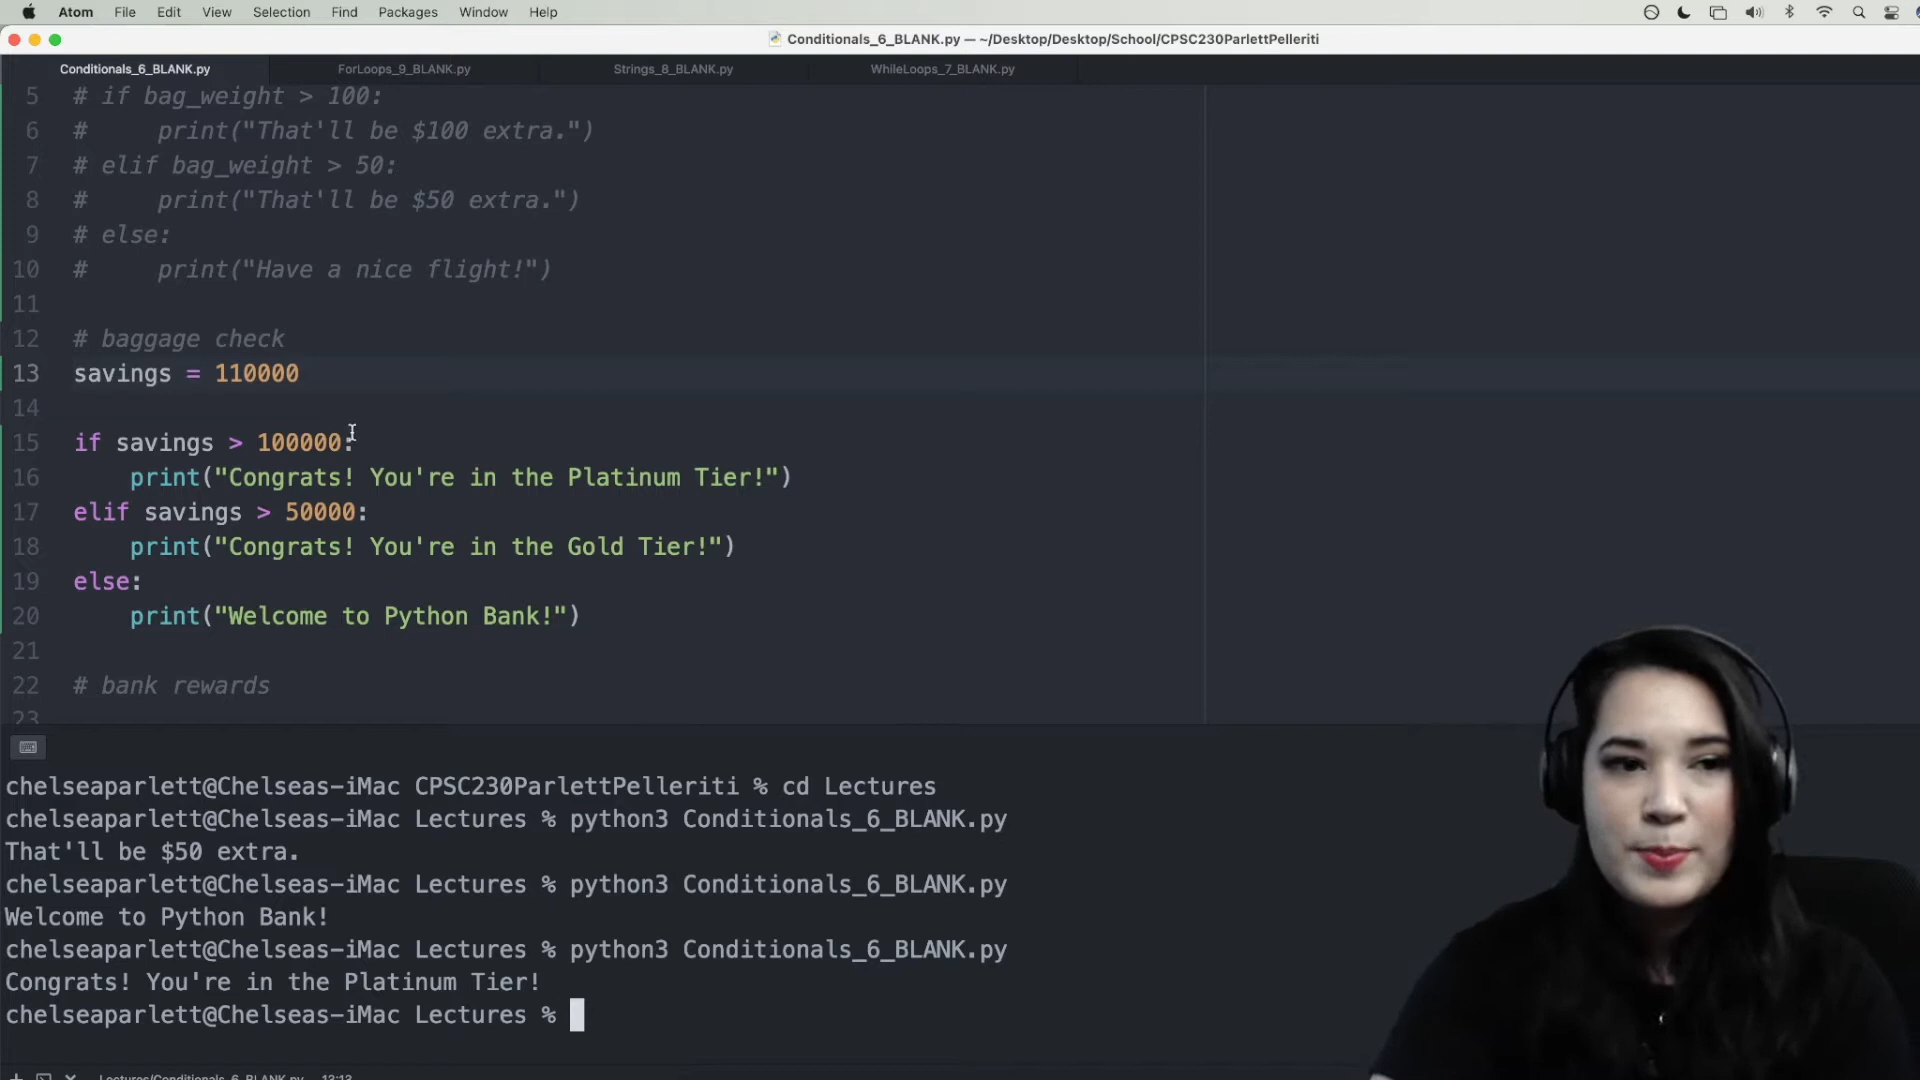 Atom File Edit View Selection Find Packages Window Help
Conditionals_6_BLANK.py — ~/Desktop/Desktop/School/CPSC230ParlettPelleriti
Conditionals_6_BLANK.py ForLoops_9_BLANK.py Strings_8_BLANK.py WhileLoops_7_BLANK.py
5 # if bag_weight > 100:
6 #     print("That'll be $100 extra.")
7 # elif bag_weight > 50:
8 #     print("That'll be $50 extra.")
9 # else:
10 #     print("Have a nice flight!")
11
12 # baggage check
13 savings = 110000
14
15 if savings > 100000:
16     print("Congrats! You're in the Platinum Tier!")
17 elif savings > 50000:
18     print("Congrats! You're in the Gold Tier!")
19 else:
20     print("Welcome to Python Bank!")
21
22 # bank rewards
23
chelseaparlett@Chelseas-iMac CPSC230ParlettPelleriti % cd Lectures
chelseaparlett@Chelseas-iMac Lectures % python3 Conditionals_6_BLANK.py
That'll be $50 extra.
chelseaparlett@Chelseas-iMac Lectures % python3 Conditionals_6_BLANK.py
Welcome to Python Bank!
chelseaparlett@Chelseas-iMac Lectures % python3 Conditionals_6_BLANK.py
Congrats! You're in the Platinum Tier!
chelseaparlett@Chelseas-iMac Lectures %
Lectures/Conditionals_6_BLANK.py 13:13